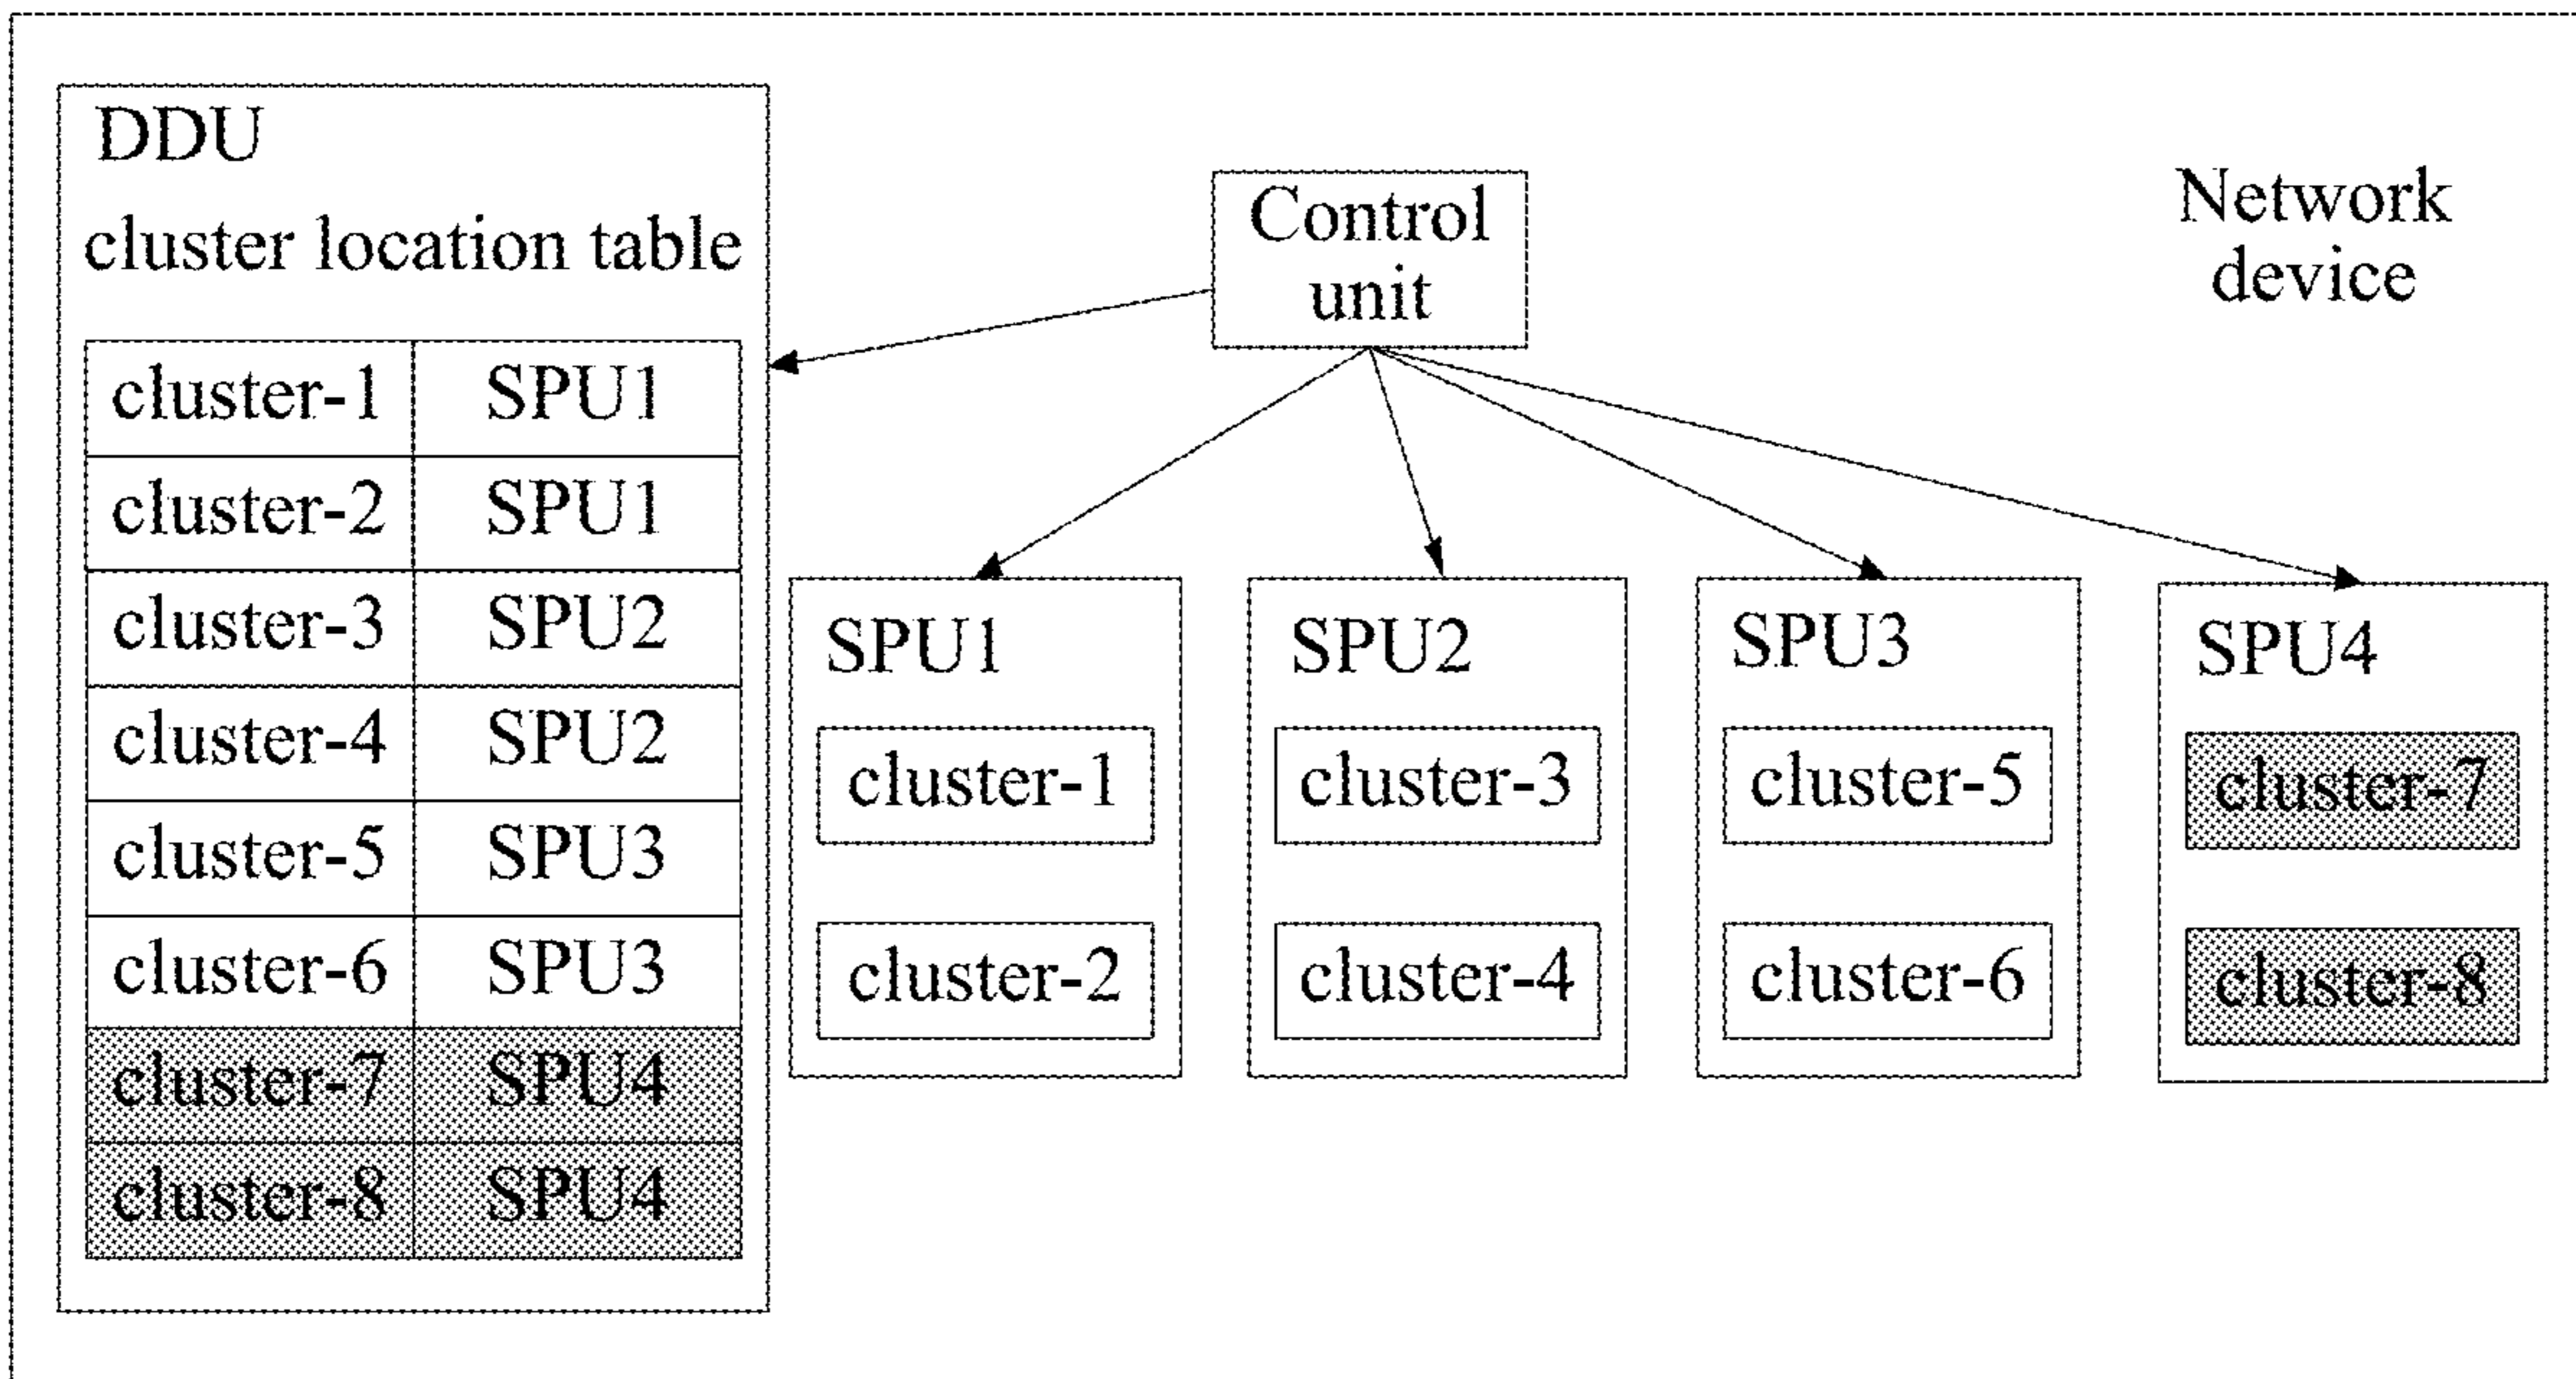 DDU
cluster location table
cluster-1 SPU1
cluster-2 SPU1
cluster-3 SPU2
cluster-4 SPU2
cluster-5 SPU3
cluster-6 SPU3
cluster-7 SPU4
cluster-8 SPU4
Control
unit
Network
device
SPU1
cluster-1
cluster-2
SPU2
cluster-3
cluster-4
SPU3
cluster-5
cluster-6
SPU4
cluster-7
cluster-8